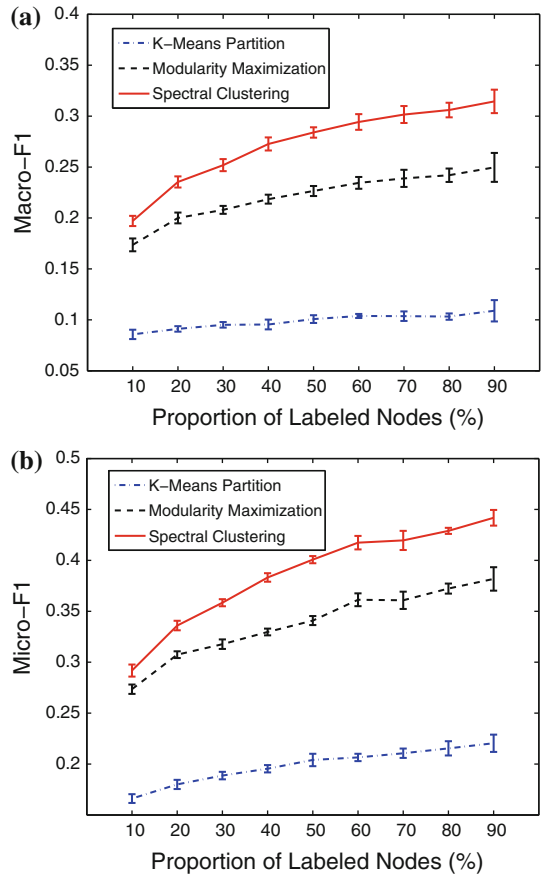 (a)
0.4
0.35
0.3
0.25
0.2
0.15
0.1
0.05
Macro−F1
K−Means Partition
Modularity Maximization
Spectral Clustering
10 20 30 40 50 60 70 80 90
Proportion of Labeled Nodes (%)
(b)
0.5
0.45
0.4
0.35
0.3
0.25
0.2
Micro−F1
K−Means Partition
Modularity Maximization
Spectral Clustering
10 20 30 40 50 60 70 80 90
Proportion of Labeled Nodes (%)